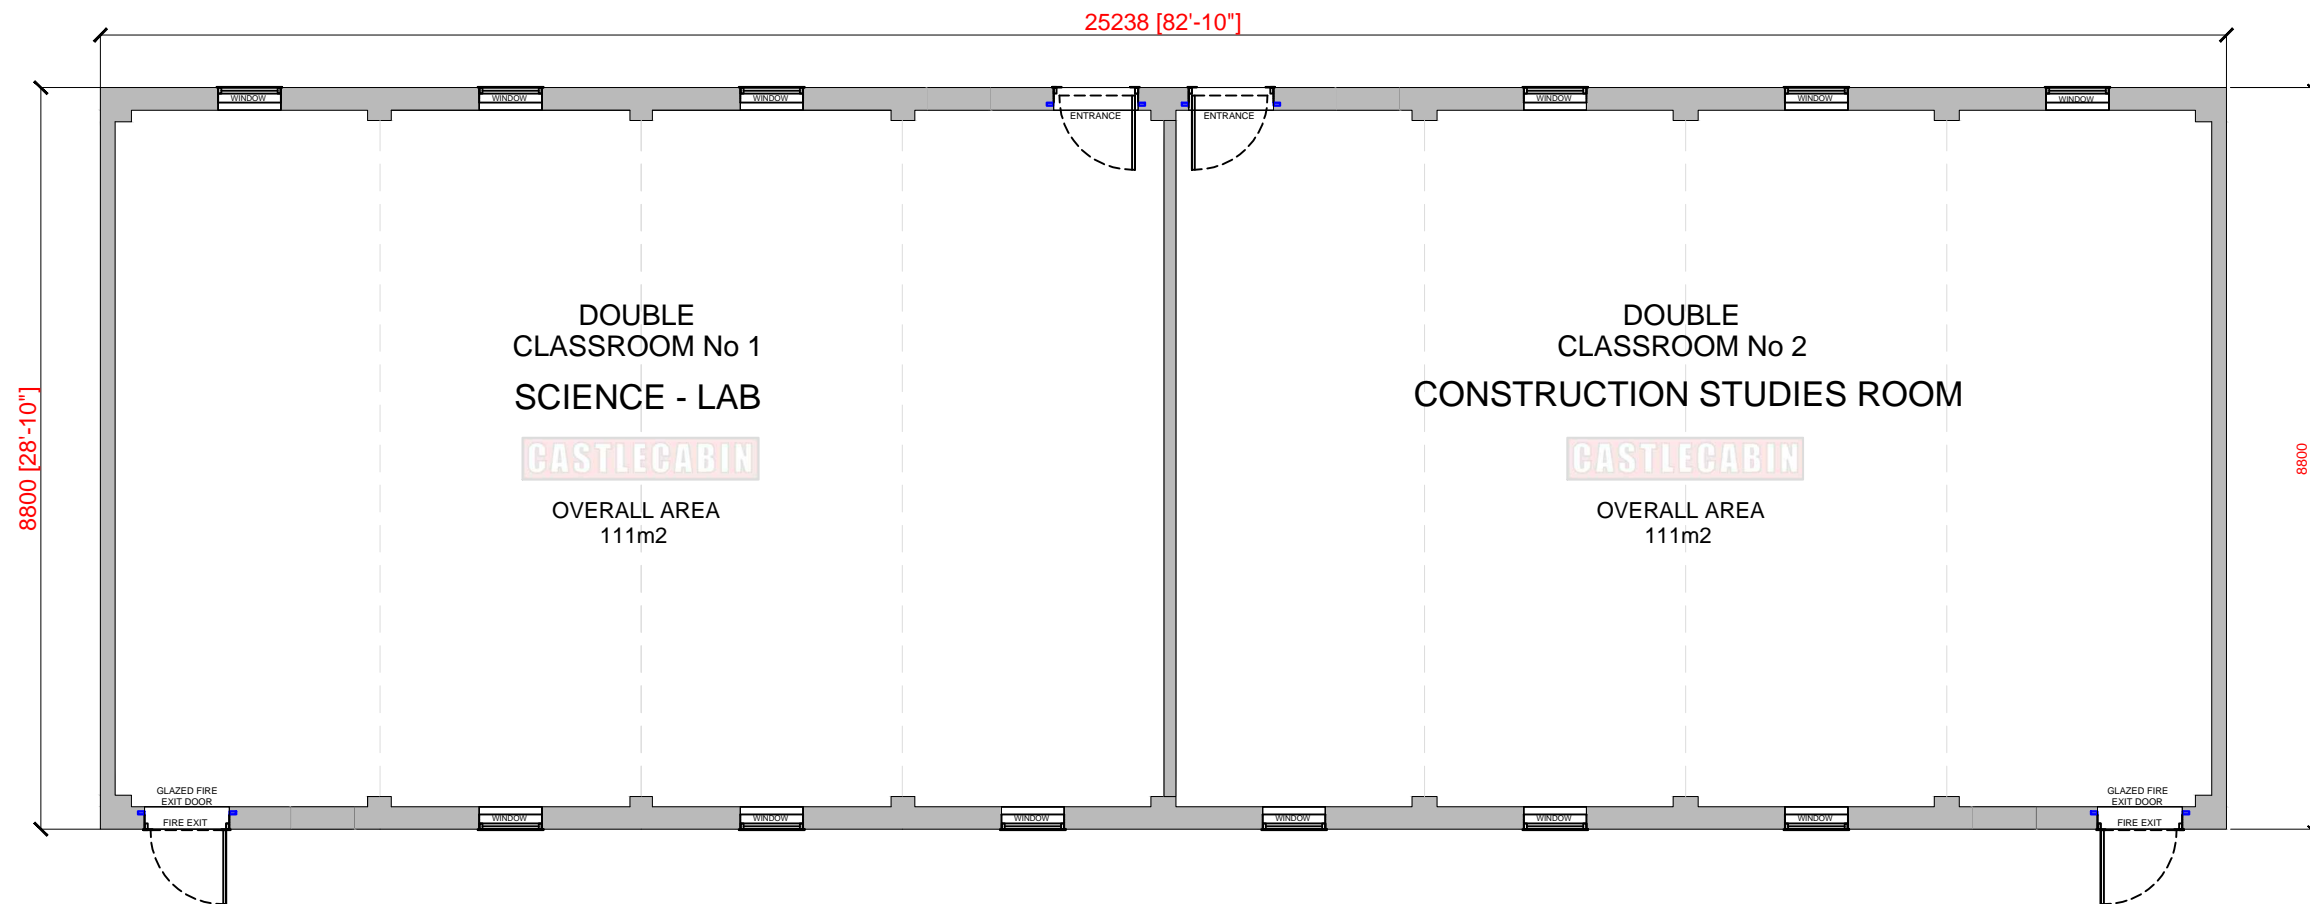 25238 [82'-10"]
WINDOW
WINDOW
WINDOW
ENTRANCE
ENTRANCE
WINDOW
WINDOW
WINDOW
DOUBLE
CLASSROOM No 1
SCIENCE - LAB
CASTLECABIN
OVERALL AREA
111m2
DOUBLE
CLASSROOM No 2
CONSTRUCTION STUDIES ROOM
CASTLECABIN
OVERALL AREA
111m2
8800 [28'-10"]
8800
GLAZED FIRE
EXIT DOOR
FIRE EXIT
WINDOW
WINDOW
WINDOW
WINDOW
WINDOW
WINDOW
GLAZED FIRE
EXIT DOOR
FIRE EXIT